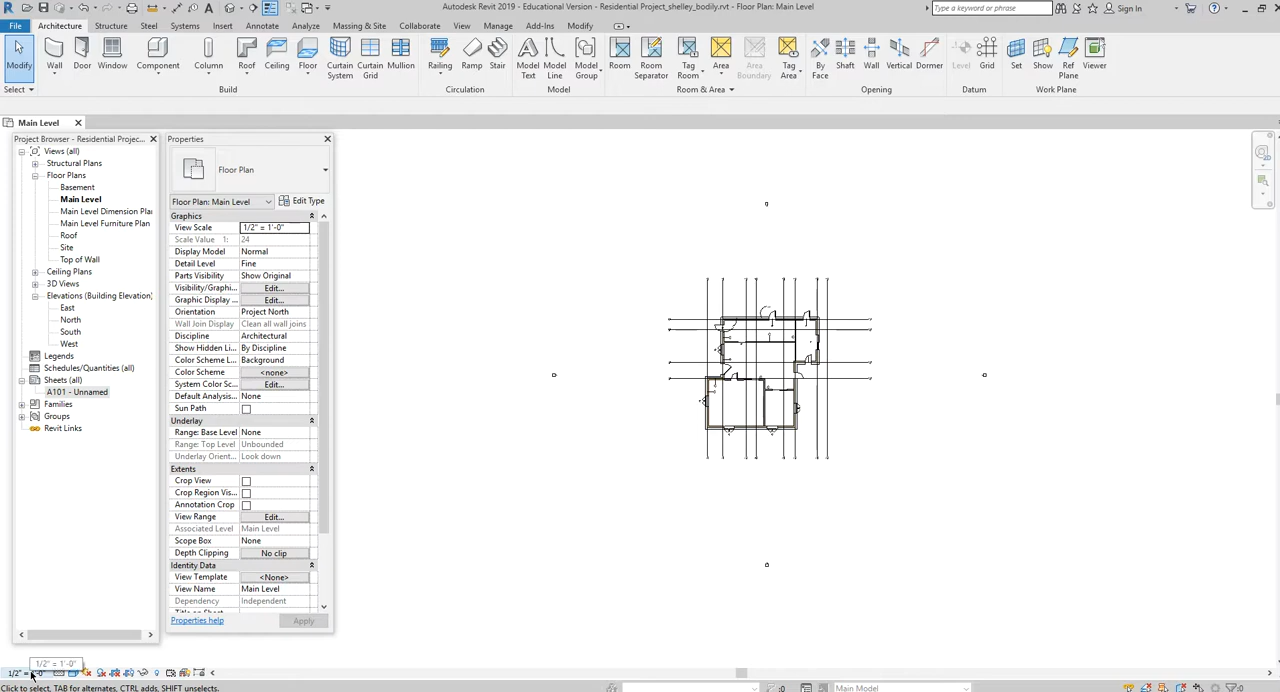 Autodesk Revit 2019 - Educational Version - Residential Project_shelley_bodily.rvt - Floor Plan: Main Level
Type a keyword or phrase
Sign In
File Architecture Structure Steel Systems Insert Annotate Analyze Massing & Site Collaborate View Manage Add-Ins Modify
Modify Wall Door Window Component Column Roof Ceiling Floor Curtain System Curtain Grid Mullion Railing Ramp Stair Model Text Model Line Model Group Room Room Separator Tag Room Area Area Boundary Tag Area By Face Shaft Wall Vertical Dormer Level Grid Set Show Ref Plane Viewer
Select Build Circulation Model Room & Area Opening Datum Work Plane
Main Level
Project Browser - Residential Projec...
Views (all)
Structural Plans
Floor Plans
Basement
Main Level
Main Level Dimension Pla
Main Level Furniture Plan
Roof
Site
Top of Wall
Ceiling Plans
3D Views
Elevations (Building Elevation)
East
North
South
West
Legends
Schedules/Quantities (all)
Sheets (all)
A101 - Unnamed
Families
Groups
Revit Links
Properties
Floor Plan
Floor Plan: Main Level Edit Type
Graphics
View Scale 1/2" = 1'-0"
Scale Value 1: 24
Display Model Normal
Detail Level Fine
Parts Visibility Show Original
Visibility/Graphi... Edit...
Graphic Display ... Edit...
Orientation Project North
Wall Join Display Clean all wall joins
Discipline Architectural
Show Hidden Li... By Discipline
Color Scheme L... Background
Color Scheme <none>
System Color Sc... Edit...
Default Analysis... None
Sun Path
Underlay
Range: Base Level None
Range: Top Level Unbounded
Underlay Orient... Look down
Extents
Crop View
Crop Region Vis...
Annotation Crop
View Range Edit...
Associated Level Main Level
Scope Box None
Depth Clipping No clip
Identity Data
View Template <None>
View Name Main Level
Dependency Independent
Properties help Apply
1/2" = 1'-0"
Click to select, TAB for alternates, CTRL adds, SHIFT unselects.
:0
Main Model
:0